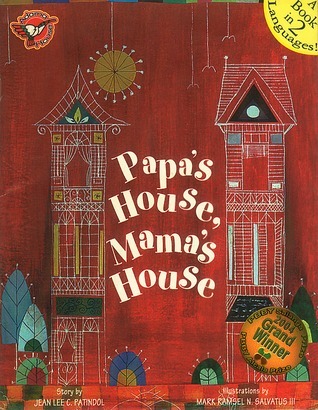 A
Book
in 2
Languages!
Papa's
House,
Mama's
House
2004
Grand
Winner
Story by
JEAN LEE C. PATINDOL
Illustrations by
MARK RAMSEL N. SALVATUS III